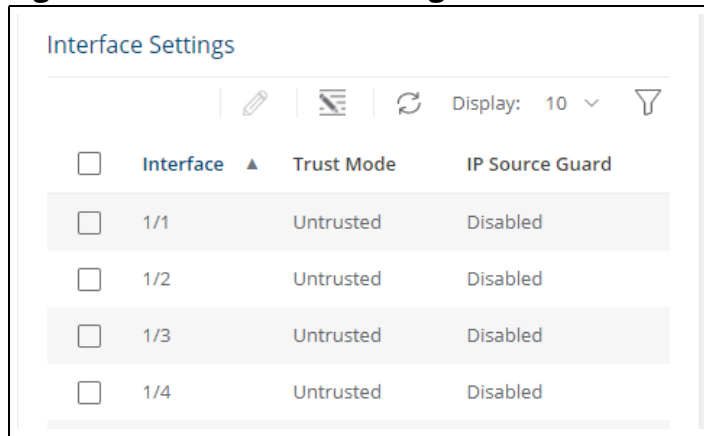 Interface Settings
Display: 10
Interface ▲ Trust Mode IP Source Guard
1/1 Untrusted Disabled
1/2 Untrusted Disabled
1/3 Untrusted Disabled
1/4 Untrusted Disabled